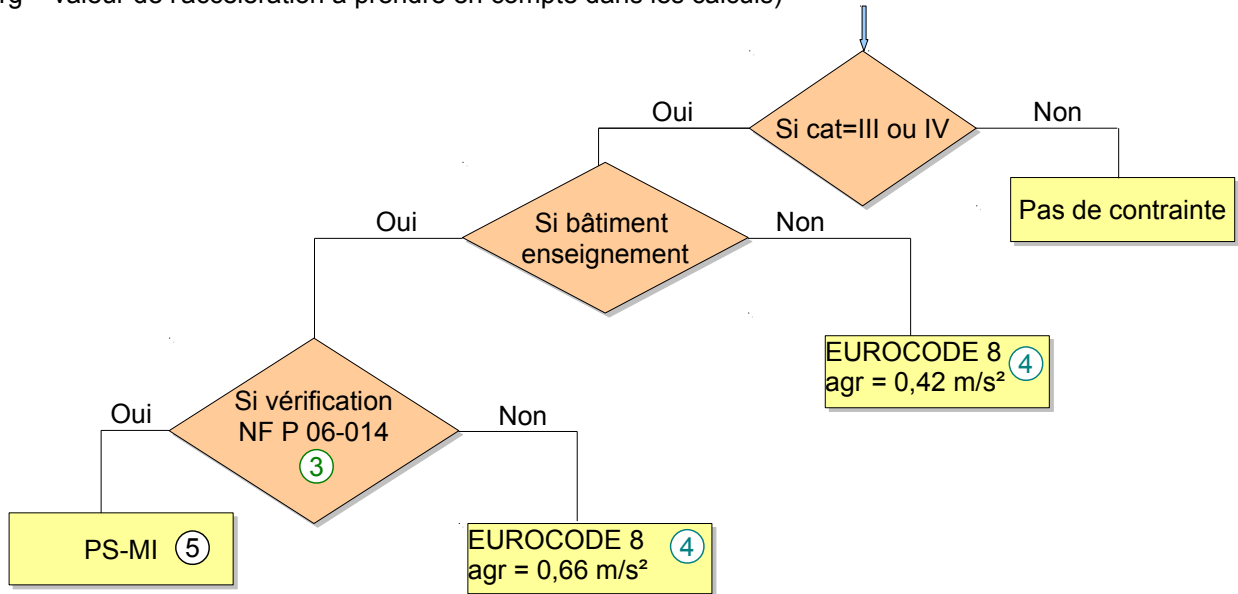 Oui
Non
Si cat=III ou IV
Pas de contrainte
Oui
Non
Si bâtiment
enseignement
EUROCODE 8 4
agr = 0,42 m/s²
Oui
Non
Si vérification
NF P 06-014
3
PS-MI 5
EUROCODE 8 4
agr = 0,66 m/s²